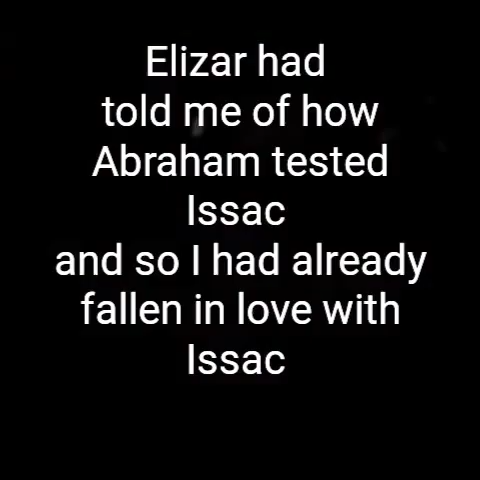 Elizar had
told me of how
Abraham tested
Issac
and so I had already
fallen in love with
Issac